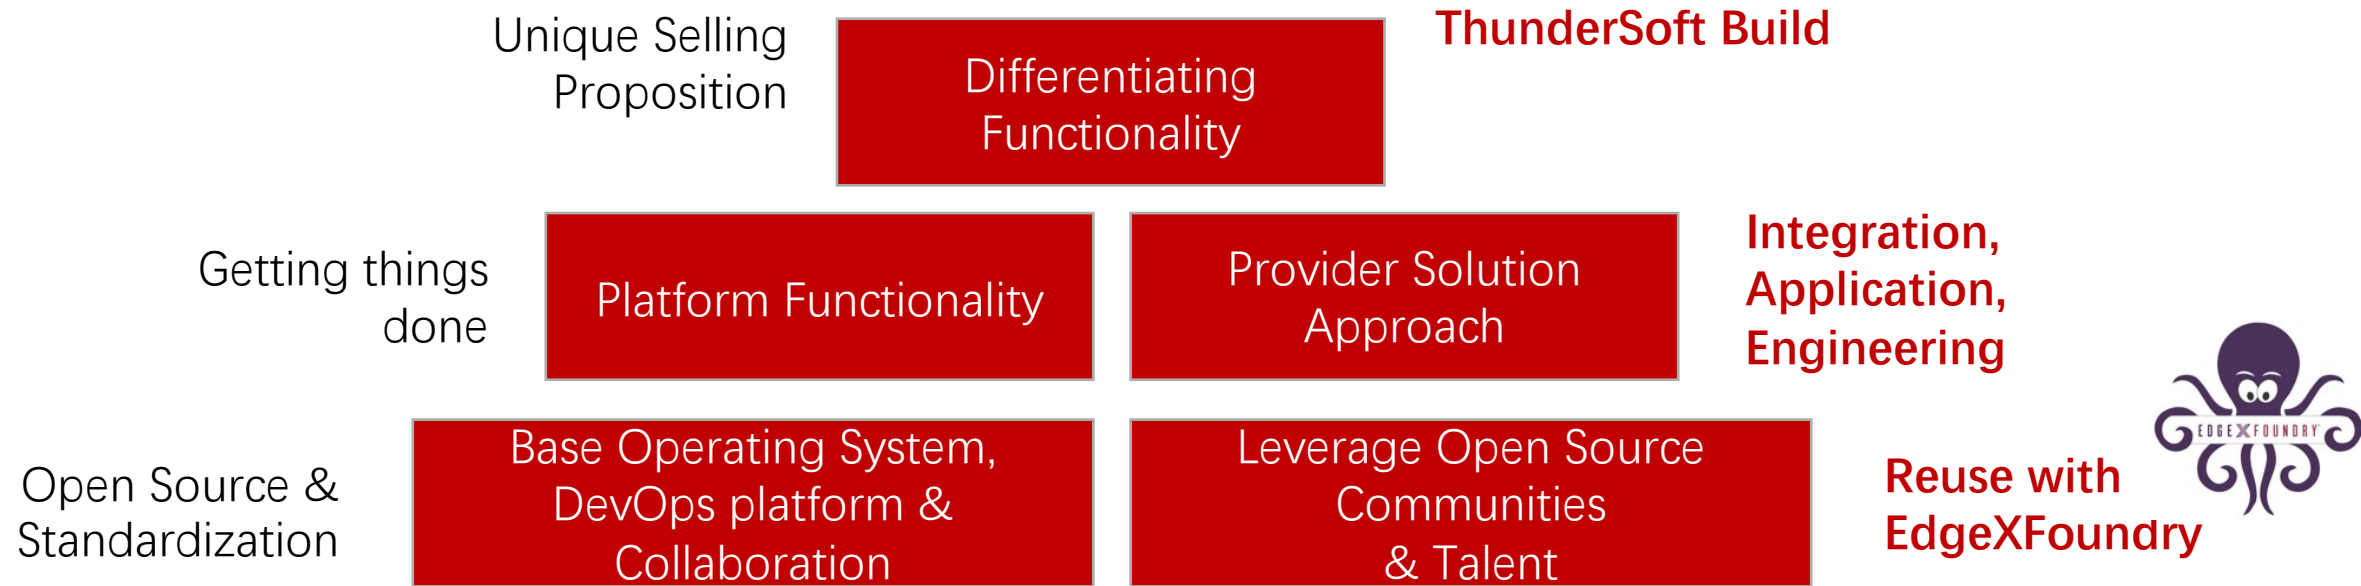 Unique Selling
Proposition
Differentiating
Functionality
ThunderSoft Build
Getting things
done
Platform Functionality
Provider Solution
Approach
Integration,
Application,
Engineering
Open Source &
Standardization
Base Operating System,
DevOps platform &
Collaboration
Leverage Open Source
Communities
& Talent
Reuse with
EdgeXFoundry
EDGEXFOUNDRY